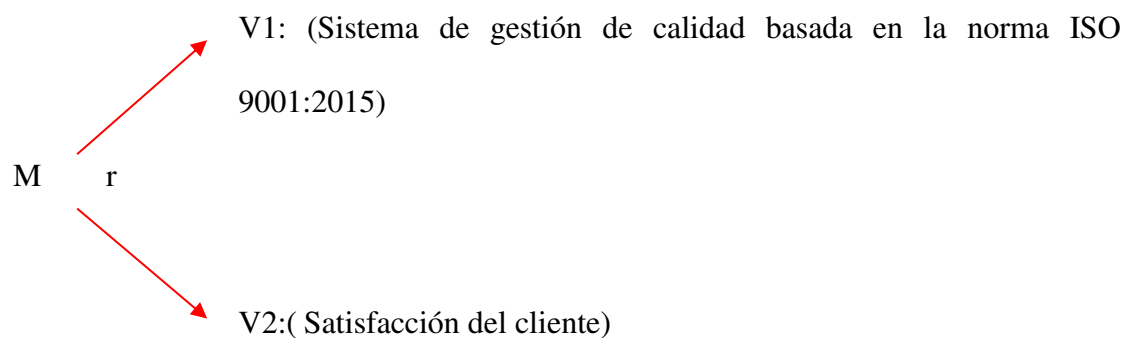 V1: (Sistema de gestión de calidad basada en la norma ISO
9001:2015)
M r
V2:( Satisfacción del cliente)